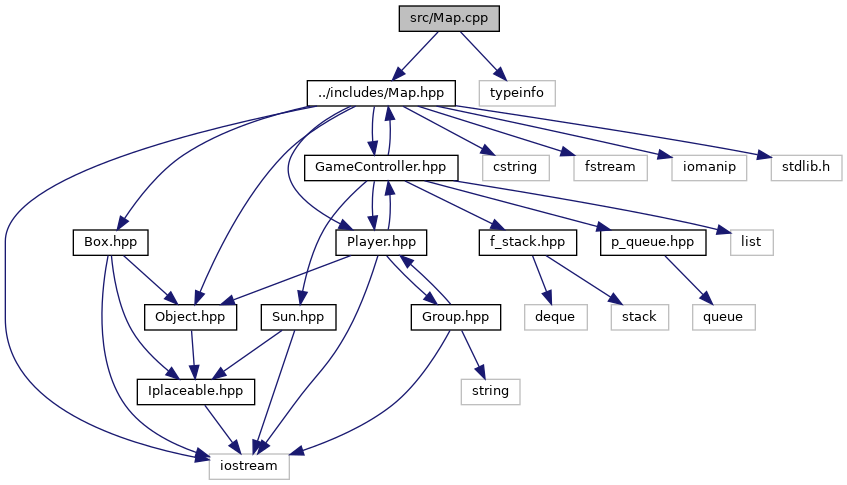 src/Map.cpp
../includes/Map.hpp
typeinfo
GameController.hpp
cstring
fstream
iomanip
stdlib.h
Box.hpp
Player.hpp
f_stack.hpp
p_queue.hpp
list
Object.hpp
Sun.hpp
Group.hpp
deque
stack
queue
Iplaceable.hpp
string
iostream